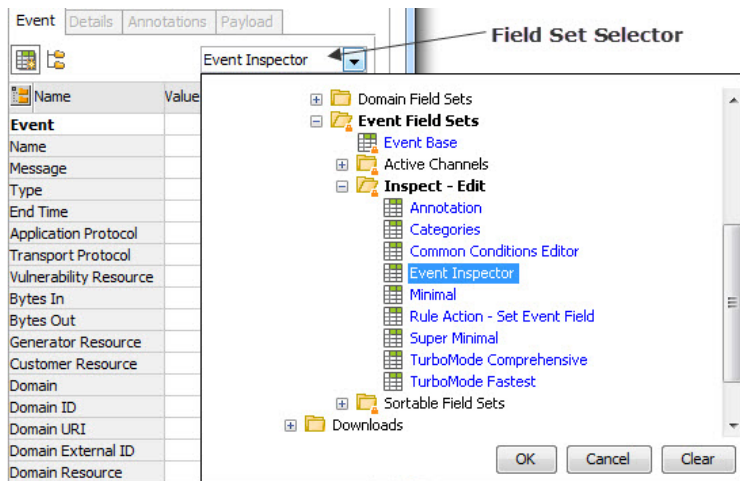 Event Details Annotations Payload
Field Set Selector
Event Inspector
Name Value
Event
Name
Message
Type
End Time
Application Protocol
Transport Protocol
Vulnerability Resource
Bytes In
Bytes Out
Generator Resource
Customer Resource
Domain
Domain ID
Domain URI
Domain External ID
Domain Resource
Domain Field Sets
Event Field Sets
Event Base
Active Channels
Inspect - Edit
Annotation
Categories
Common Conditions Editor
Event Inspector
Minimal
Rule Action - Set Event Field
Super Minimal
TurboMode Comprehensive
TurboMode Fastest
Sortable Field Sets
Downloads
OK Cancel Clear